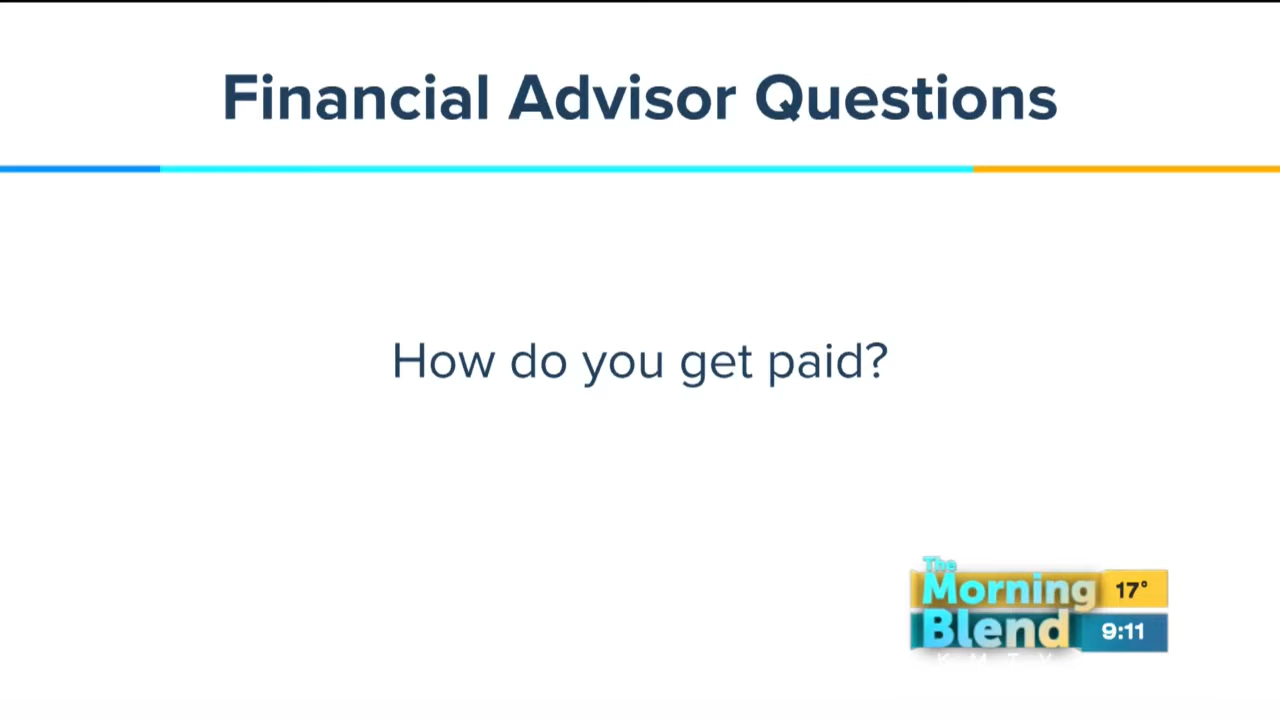 Financial Advisor Questions
How do you get paid?
The
Morning
17°
Blend
9:11
K M T V